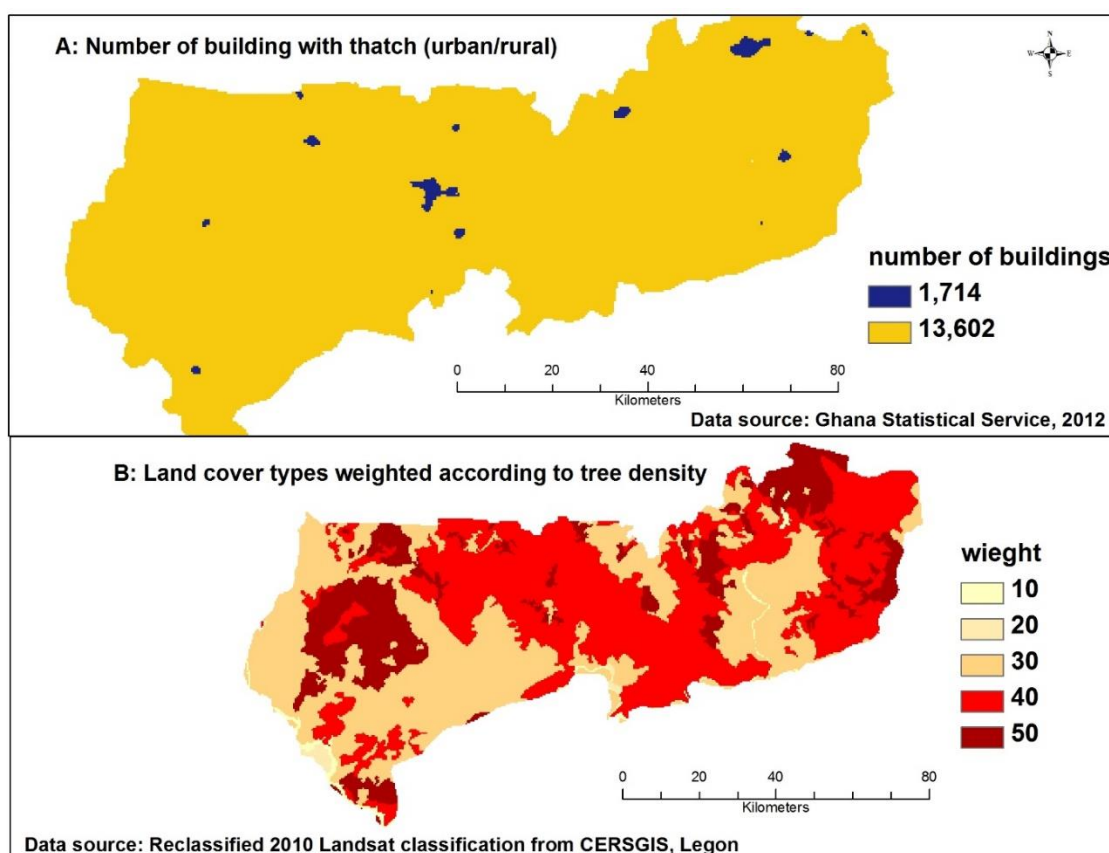 A: Number of building with thatch (urban/rural)
N
W E
S
number of buildings
1,714
13,602
0 20 40 80
Kilometers
Data source: Ghana Statistical Service, 2012
B: Land cover types weighted according to tree density
wieght
10
20
30
40
50
0 20 40 80
Kilometers
Data source: Reclassified 2010 Landsat classification from CERSGIS, Legon